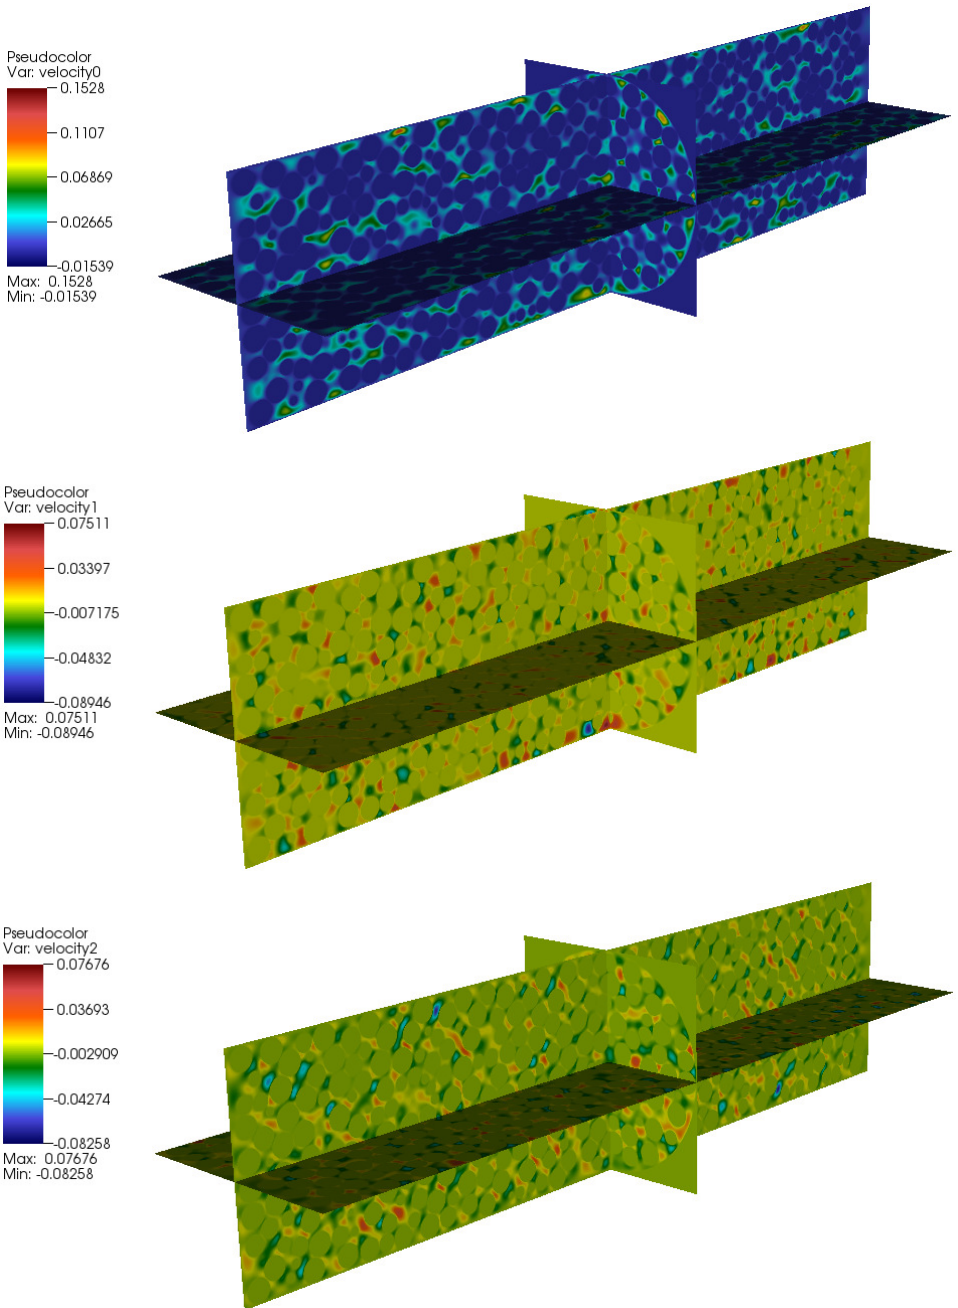 Pseudocolor
Var: velocity0
0.1528
0.1107
0.06869
0.02665
-0.01539
Max: 0.1528
Min: -0.01539
Pseudocolor
Var: velocity1
0.07511
0.03397
-0.007175
-0.04832
-0.08946
Max: 0.07511
Min: -0.08946
Pseudocolor
Var: velocity2
0.07676
0.03693
-0.002909
-0.04274
-0.08258
Max: 0.07676
Min: -0.08258